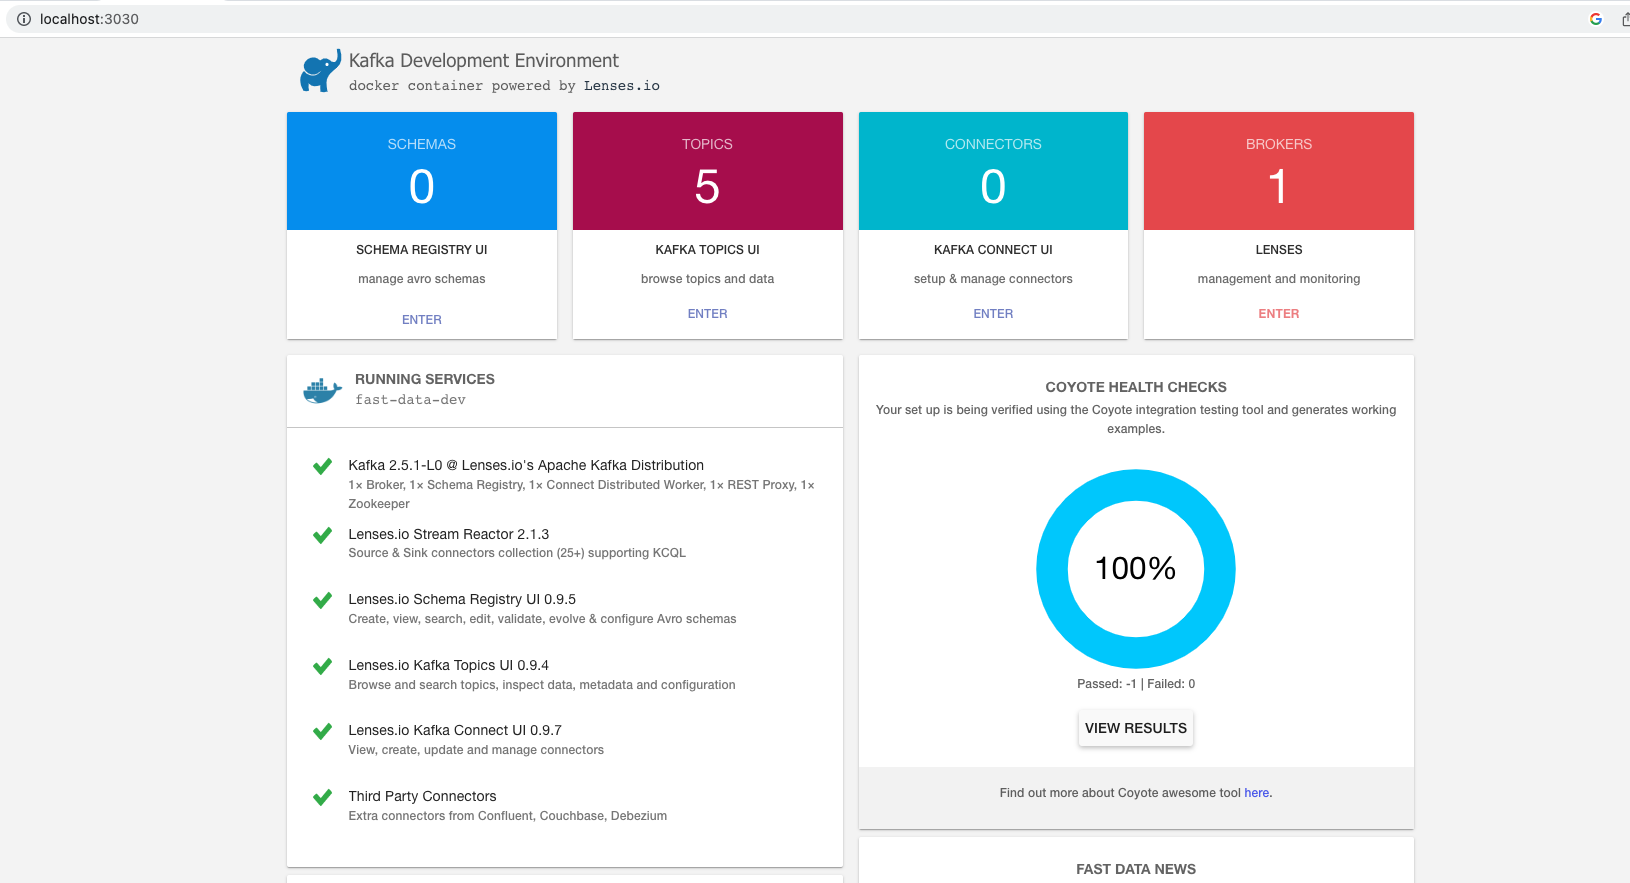 localhost:3030
Kafka Development Environment
docker container powered by Lenses.io
SCHEMAS
0
SCHEMA REGISTRY UI
manage avro schemas
ENTER
TOPICS
5
KAFKA TOPICS UI
browse topics and data
ENTER
CONNECTORS
0
KAFKA CONNECT UI
setup & manage connectors
ENTER
BROKERS
1
LENSES
management and monitoring
ENTER
RUNNING SERVICES
fast-data-dev
Kafka 2.5.1-L0 @ Lenses.io's Apache Kafka Distribution
1× Broker, 1× Schema Registry, 1× Connect Distributed Worker, 1× REST Proxy, 1×
Zookeeper
Lenses.io Stream Reactor 2.1.3
Source & Sink connectors collection (25+) supporting KCQL
Lenses.io Schema Registry UI 0.9.5
Create, view, search, edit, validate, evolve & configure Avro schemas
Lenses.io Kafka Topics UI 0.9.4
Browse and search topics, inspect data, metadata and configuration
Lenses.io Kafka Connect UI 0.9.7
View, create, update and manage connectors
Third Party Connectors
Extra connectors from Confluent, Couchbase, Debezium
COYOTE HEALTH CHECKS
Your set up is being verified using the Coyote integration testing tool and generates working
examples.
100%
Passed: -1 | Failed: 0
VIEW RESULTS
Find out more about Coyote awesome tool here.
FAST DATA NEWS